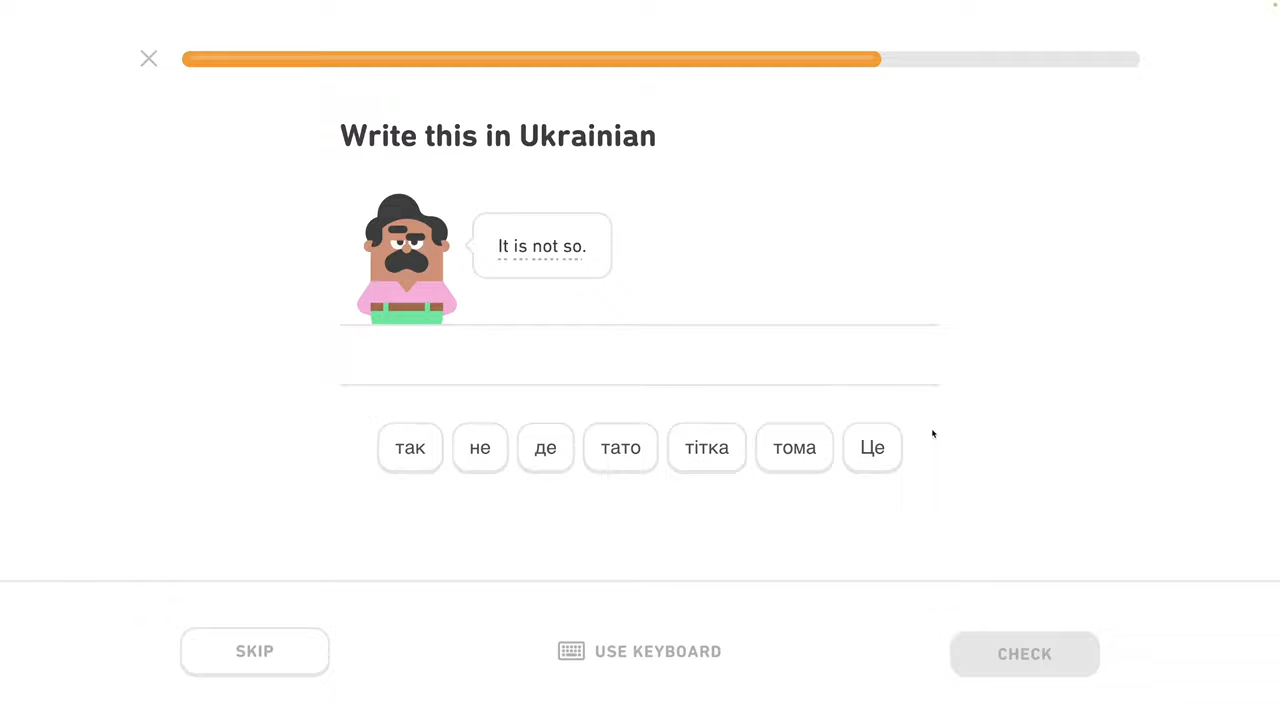 Write this in Ukrainian
It is not so.
так не де тато тітка тома Це
SKIP
USE KEYBOARD
CHECK